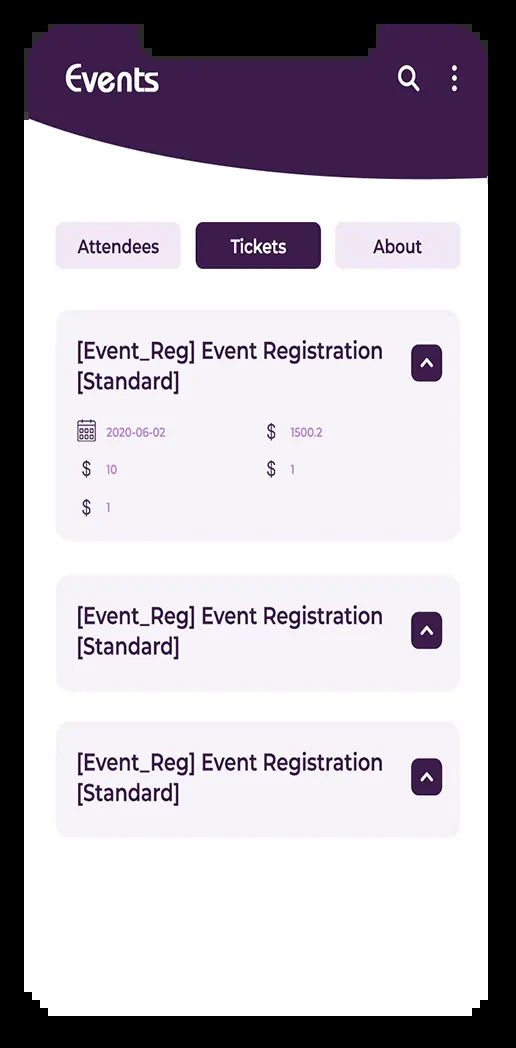 Events
Attendees Tickets About
[Event_Reg] Event Registration
[Standard]
2020-06-02 $ 1500.2
$ 10 $ 1
$ 1
[Event_Reg] Event Registration
[Standard]
[Event_Reg] Event Registration
[Standard]